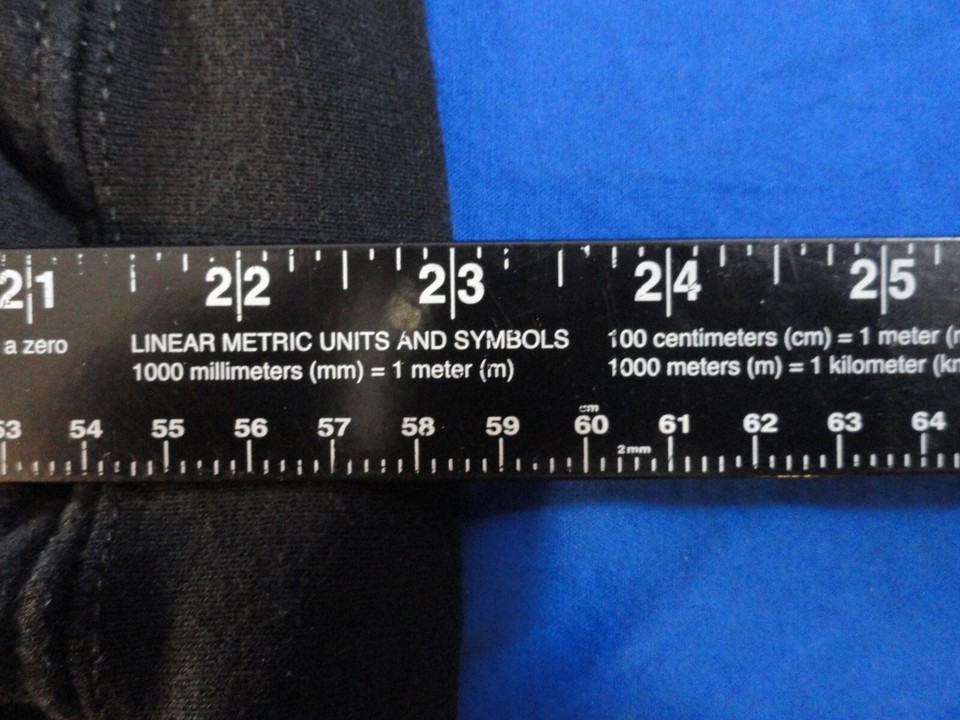 21 22 23 24 25
a zero LINEAR METRIC UNITS AND SYMBOLS 100 centimeters (cm) = 1 meter
1000 millimeters (mm) = 1 meter (m) 1000 meters (m) = 1 kilometer
cm
53 54 55 56 57 58 59 60 61 62 63 64
2mm